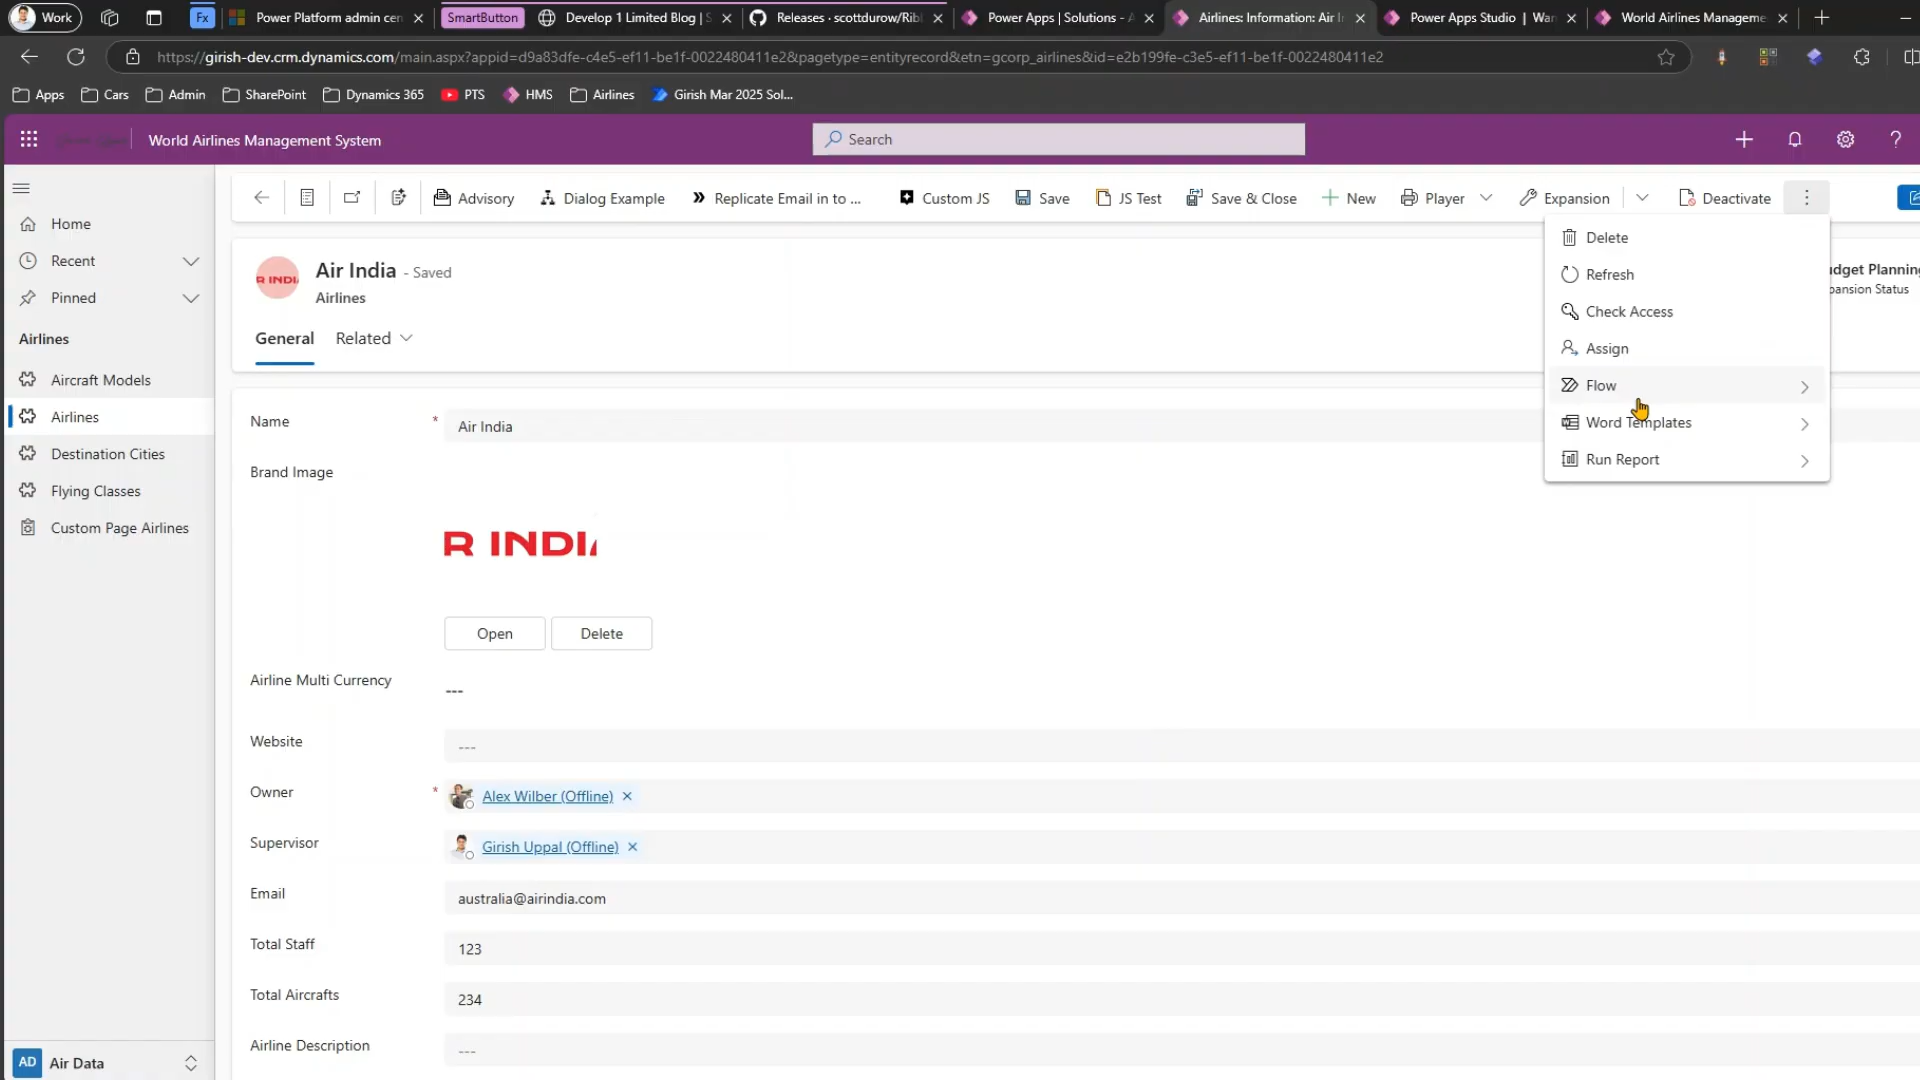 Work
Fx
Power Platform admin cen
SmartButton
Develop 1 Limited Blog | S
Releases · scottdurow/Ribl
Power Apps | Solutions - A
Airlines: Information: Air I
Power Apps Studio | Wan
World Airlines Manageme
https://girish-dev.crm.dynamics.com/main.aspx?appid=d9a83dfe-c4e5-ef11-be1f-0022480411e2&pagetype=entityrecord&etn=gcorp_airlines&id=e2b199fe-c3e5-ef11-be1f-0022480411e2
Apps
Cars
Admin
SharePoint
Dynamics 365
PTS
HMS
Airlines
Girish Mar 2025 Sol...
World Airlines Management System
Search
Advisory
Dialog Example
Replicate Email in to ...
Custom JS
Save
JS Test
Save & Close
New
Player
Expansion
Deactivate
Home
Recent
Pinned
Airlines
Aircraft Models
Airlines
Destination Cities
Flying Classes
Custom Page Airlines
AD Air Data
R INDI
Air India - Saved
Airlines
General
Related
udget Planning
pansion Status
Delete
Refresh
Check Access
Assign
Flow
Word Templates
Run Report
Name * Air India
Brand Image
R INDIA
Open
Delete
Airline Multi Currency ---
Website ---
Owner * Alex Wilber (Offline)
Supervisor Girish Uppal (Offline)
Email australia@airindia.com
Total Staff 123
Total Aircrafts 234
Airline Description ---